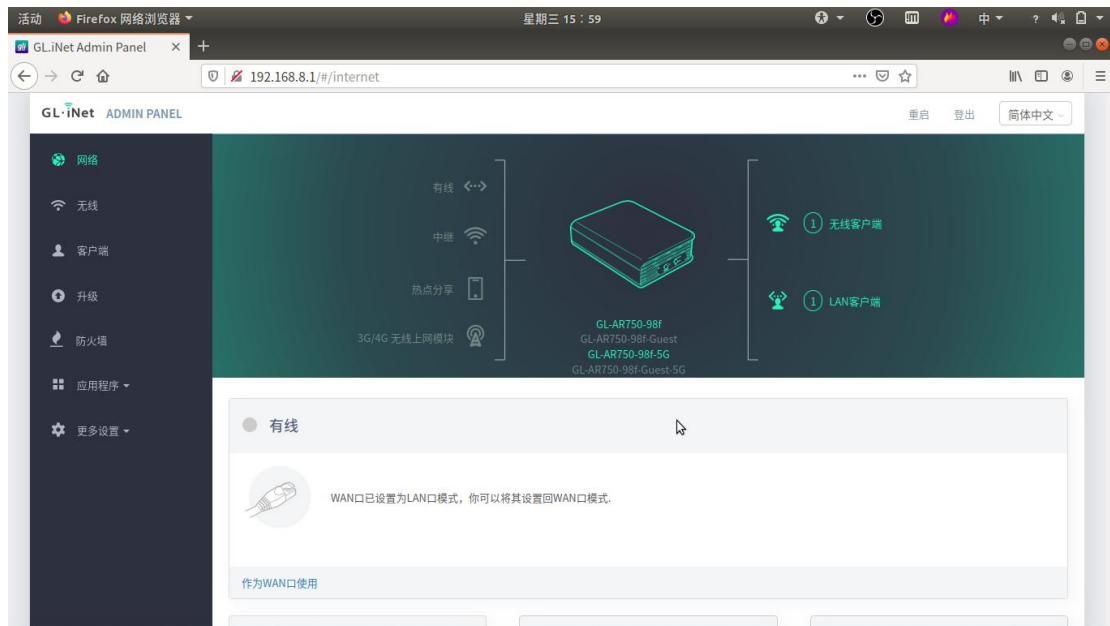 活动 Firefox 网络浏览器 星期三 15：59 中 ?
GL.iNet Admin Panel
192.168.8.1/#/internet
GL·iNet ADMIN PANEL 重启 登出 简体中文
网络
无线
客户端
升级
防火墙
应用程序
更多设置
有线
中继
热点分享
3G/4G 无线上网模块
GL-AR750-98f
GL-AR750-98f-Guest
GL-AR750-98f-5G
GL-AR750-98f-Guest-5G
1 无线客户端
1 LAN客户端
有线
WAN口已设置为LAN口模式，你可以将其设置回WAN口模式.
作为WAN口使用